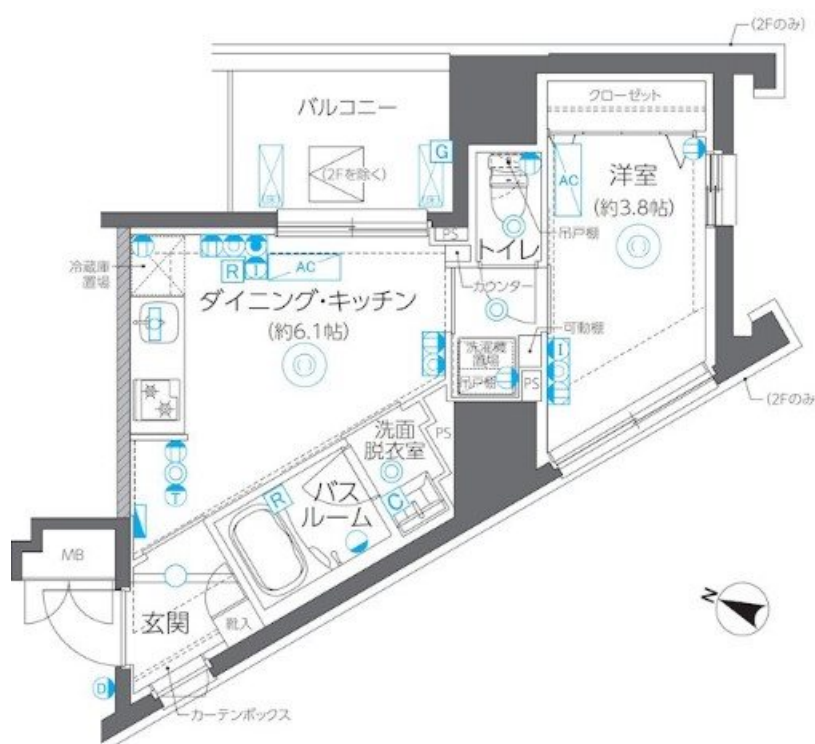 (2Fのみ)
バルコニー
クローゼット
G
(2Fを除く)
AC
洋室
(約3.8帖)
吊戸棚
トイレ
PS
冷蔵庫
置場
R
I
AC
カウンター
ダイニング・キッチン
(約6.1帖)
可動棚
洗濯機
置場
吊戸棚
I
PS
(2Fのみ
洗面
脱衣室
PS
T
R
バス
ルーム
C
MB
N
玄関
靴入
D
カーテンボックス